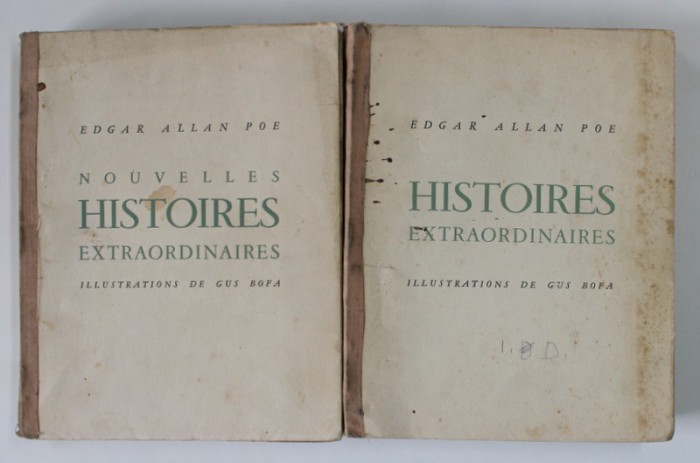 EDGAR ALLAN POE
NOUVELLES
HISTOIRES
EXTRAORDINAIRES
ILLUSTRATIONS DE GUS BOFA
EDGAR ALLAN POE
HISTOIRES
EXTRAORDINAIRES
ILLUSTRATIONS DE GUS BOFA